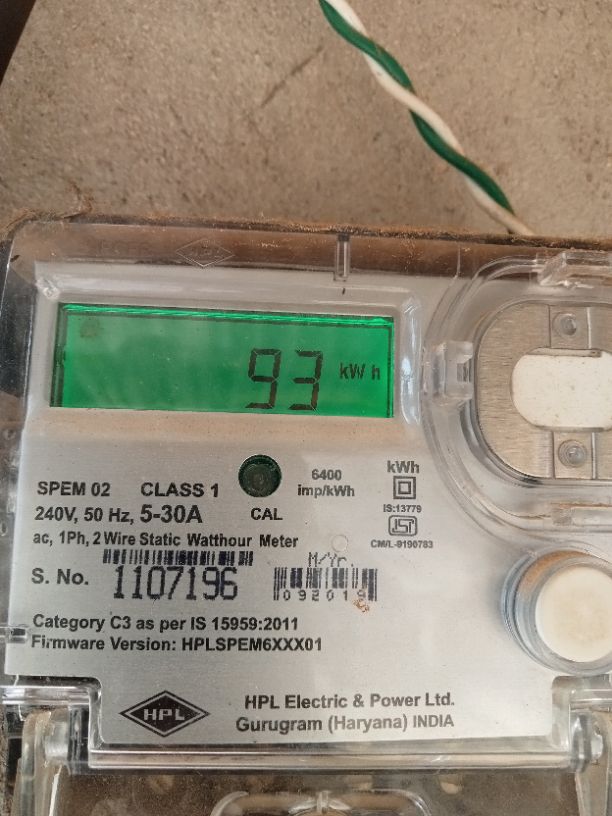 HPL
93 kWh
SPEM 02 CLASS 1
6400 imp/kWh
kWh
240V, 50 Hz, 5-30A
CAL
IS:13779
ISI
ac, 1Ph, 2 Wire Static Watthour Meter
CM/L-9190783
M/Yr.
S. No. 1107196
092019
Category C3 as per IS 15959:2011
Firmware Version: HPLSPEM6XXX01
HPL
HPL Electric & Power Ltd.
Gurugram (Haryana) INDIA